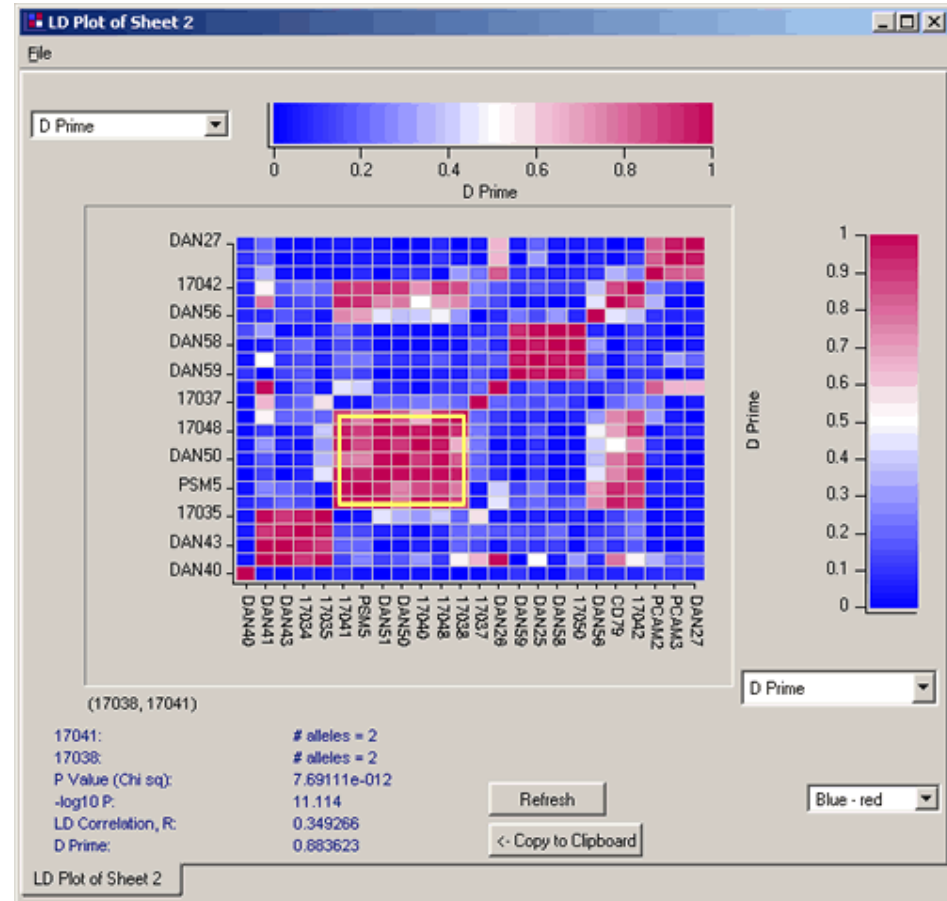 LD Plot of Sheet 2
File
D Prime
0 0.2 0.4 0.6 0.8 1
D Prime
DAN27
17042
DAN56
DAN58
DAN59
17037
17048
DAN50
PSM5
17035
DAN43
DAN40
DAN40 DAN41 DAN43 17034 17035 17041 PSM5 DAN51 DAN50 17040 17048 17038 17037 DAN26 DAN59 DAN25 DAN58 17050 DAN56 CD79 17042 PCAM2 PCAM3 DAN27
1
0.9
0.8
0.7
0.6
0.5
0.4
0.3
0.2
0.1
0
D Prime
D Prime
(17038, 17041)
17041: # alleles = 2
17038: # alleles = 2
P Value (Chi sq): 7.69111e-012
-log10 P: 11.114
LD Correlation, R: 0.349266
D Prime: 0.883623
Refresh
<- Copy to Clipboard
Blue - red
LD Plot of Sheet 2